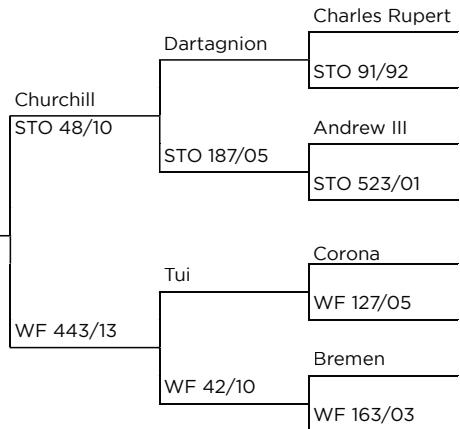 Charles Rupert
Dartagnion
STO 91/92
Churchill
STO 48/10
Andrew III
STO 187/05
STO 523/01
Corona
Tui
WF 127/05
WF 443/13
Bremen
WF 42/10
WF 163/03